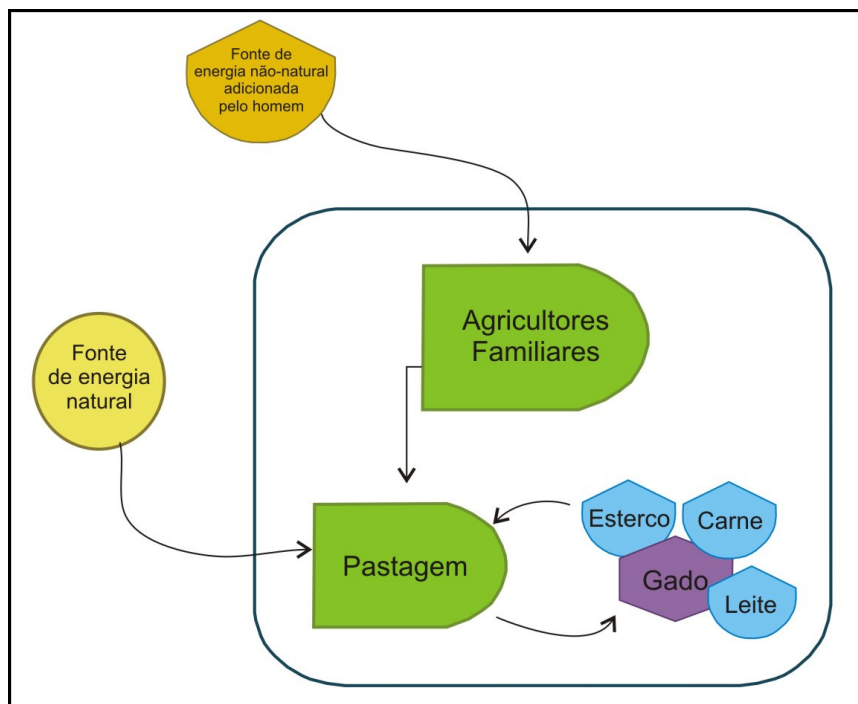 Fonte de
energia não-natural
adicionada
pelo homem
Agricultores
Familiares
Fonte
de energia
natural
Esterco
Carne
Pastagem
Gado
Leite